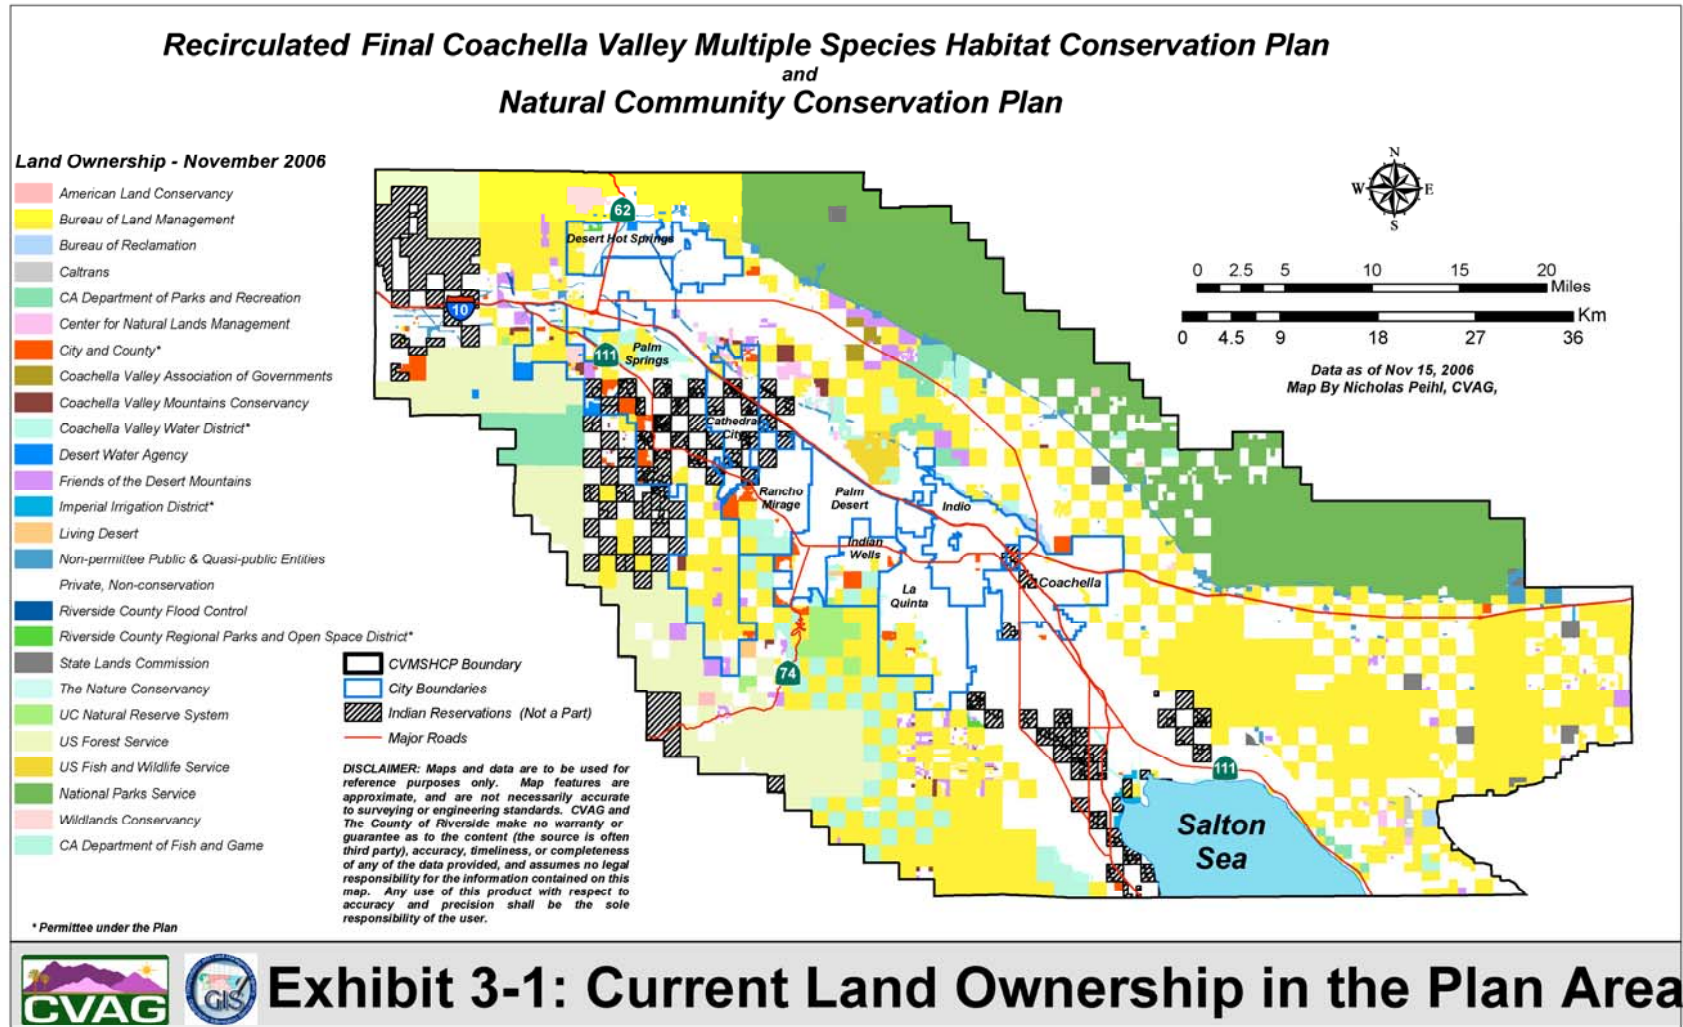 Recirculated Final Coachella Valley Multiple Species Habitat Conservation Plan
and
Natural Community Conservation Plan
Land Ownership - November 2006
American Land Conservancy
Bureau of Land Management
Bureau of Reclamation
Caltrans
CA Department of Parks and Recreation
Center for Natural Lands Management
City and County*
Coachella Valley Association of Governments
Coachella Valley Mountains Conservancy
Coachella Valley Water District*
Desert Water Agency
Friends of the Desert Mountains
Imperial Irrigation District*
Living Desert
Non-permittee Public & Quasi-public Entities
Private, Non-conservation
Riverside County Flood Control
Riverside County Regional Parks and Open Space District*
State Lands Commission
The Nature Conservancy
UC Natural Reserve System
US Forest Service
US Fish and Wildlife Service
National Parks Service
Wildlands Conservancy
CA Department of Fish and Game
* Permittee under the Plan
CVMSHCP Boundary
City Boundaries
Indian Reservations (Not a Part)
Major Roads
DISCLAIMER: Maps and data are to be used for
reference purposes only. Map features are
approximate, and are not necessarily accurate
to surveying or engineering standards. CVAG and
The County of Riverside make no warranty or
guarantee as to the content (the source is often
third party), accuracy, timeliness, or completeness
of any of the data provided, and assumes no legal
responsibility for the information contained on this
map. Any use of this product with respect to
accuracy and precision shall be the sole
responsibility of the user.
62
Desert Hot Springs
10
111
Palm
Springs
Cathedral
City
Rancho
Mirage
Palm
Desert
Indio
Indian
Wells
La
Quinta
Coachella
74
111
Salton
Sea
N
W E
S
0 2.5 5 10 15 20
Miles
Km
0 4.5 9 18 27 36
Data as of Nov 15, 2006
Map By Nicholas Peihl, CVAG,
CVAG
GIS
Exhibit 3-1: Current Land Ownership in the Plan Area